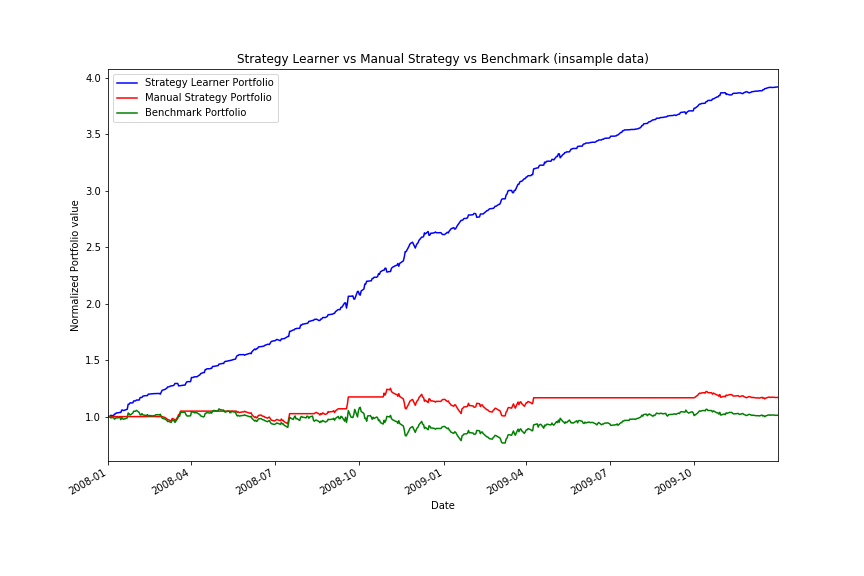 Strategy Learner vs Manual Strategy vs Benchmark (insample data)
Strategy Learner Portfolio
Manual Strategy Portfolio
Benchmark Portfolio
Normalized Portfolio value
4.0
3.5
3.0
2.5
2.0
1.5
1.0
2008-01
2008-04
2008-07
2008-10
2009-01
2009-04
2009-07
2009-10
Date